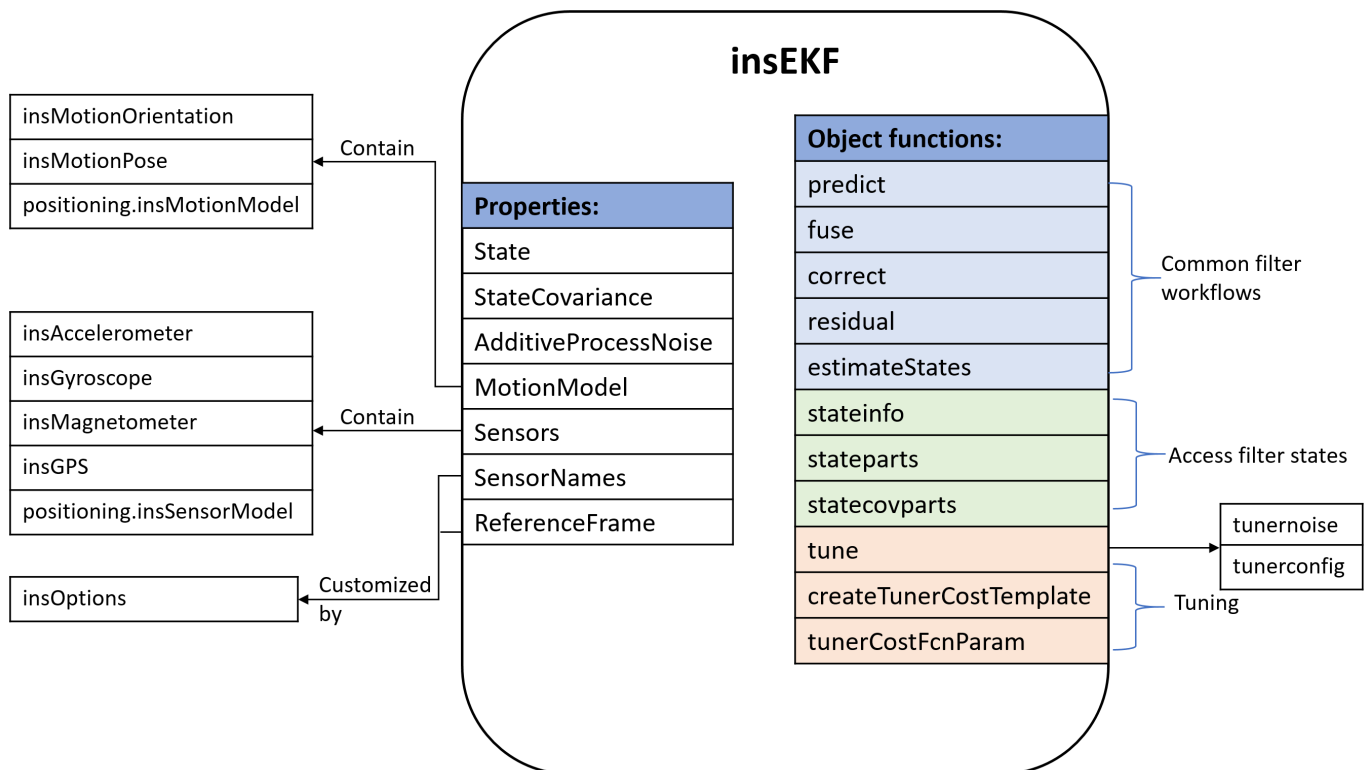 insEKF
insMotionOrientation
insMotionPose
positioning.insMotionModel
Contain
insAccelerometer
insGyroscope
insMagnetometer
insGPS
positioning.insSensorModel
Contain
insOptions
Customized
by
Properties:
State
StateCovariance
AdditiveProcessNoise
MotionModel
Sensors
SensorNames
ReferenceFrame
Object functions:
predict
fuse
correct
residual
estimateStates
stateinfo
stateparts
statecovparts
tune
createTunerCostTemplate
tunerCostFcnParam
Common filter
workflows
Access filter states
tunernoise
tunerconfig
Tuning